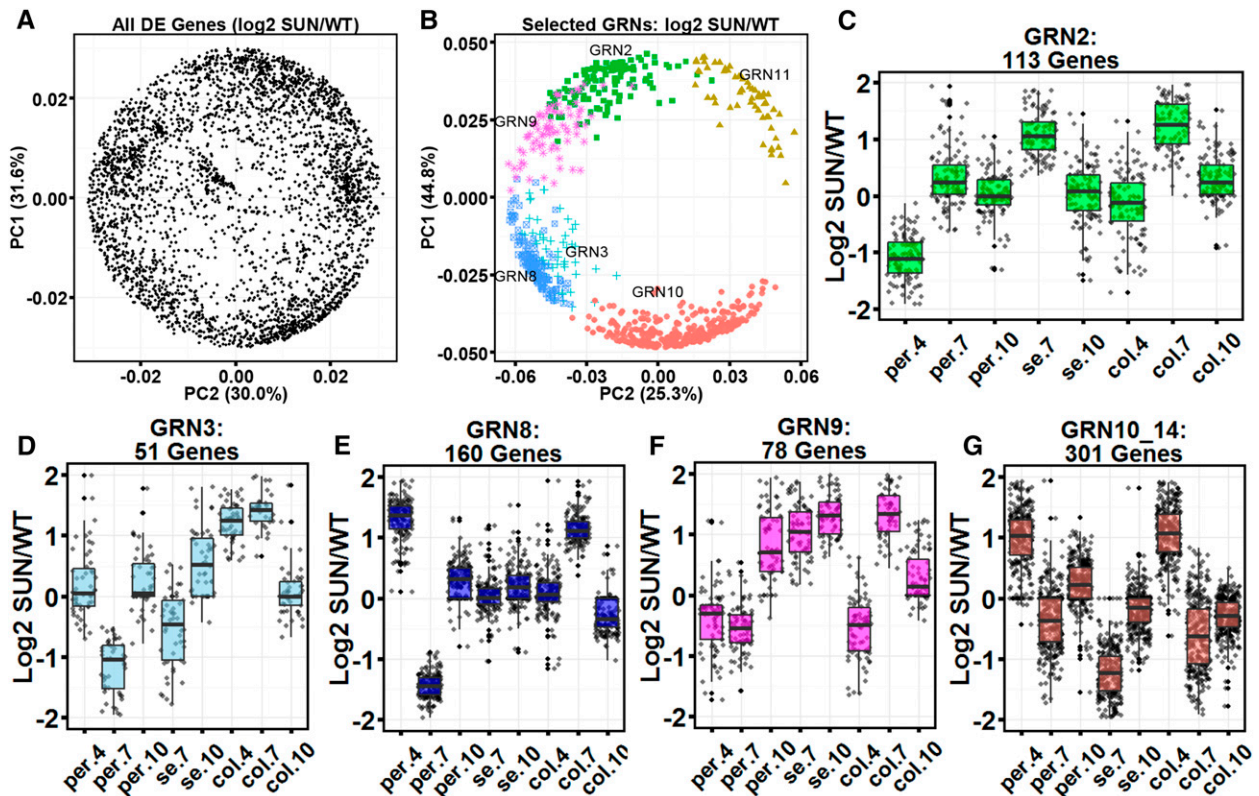 A
All DE Genes (log2 SUN/WT)
PC1 (31.6%)
0.02
0.00
-0.02
-0.02
0.00
0.02
PC2 (30.0%)
B
Selected GRNs: log2 SUN/WT
PC1 (44.8%)
0.050
0.025
0.000
-0.025
-0.050
GRN2
GRN11
GRN9
GRN3
GRN8
GRN10
-0.06
-0.03
0.00
0.03
0.06
PC2 (25.3%)
C
GRN2:
113 Genes
Log2 SUN/WT
2
1
0
-1
-2
per.4
per.7
per.10
se.7
se.10
col.4
col.7
col.10
D
GRN3:
51 Genes
Log2 SUN/WT
2
1
0
-1
-2
per.4
per.7
per.10
se.7
se.10
col.4
col.7
col.10
E
GRN8:
160 Genes
Log2 SUN/WT
2
1
0
-1
-2
per.4
per.7
per.10
se.7
se.10
col.4
col.7
col.10
F
GRN9:
78 Genes
Log2 SUN/WT
2
1
0
-1
-2
per.4
per.7
per.10
se.7
se.10
col.4
col.7
col.10
G
GRN10_14:
301 Genes
Log2 SUN/WT
2
1
0
-1
-2
per.4
per.7
per.10
se.7
se.10
col.4
col.7
col.10